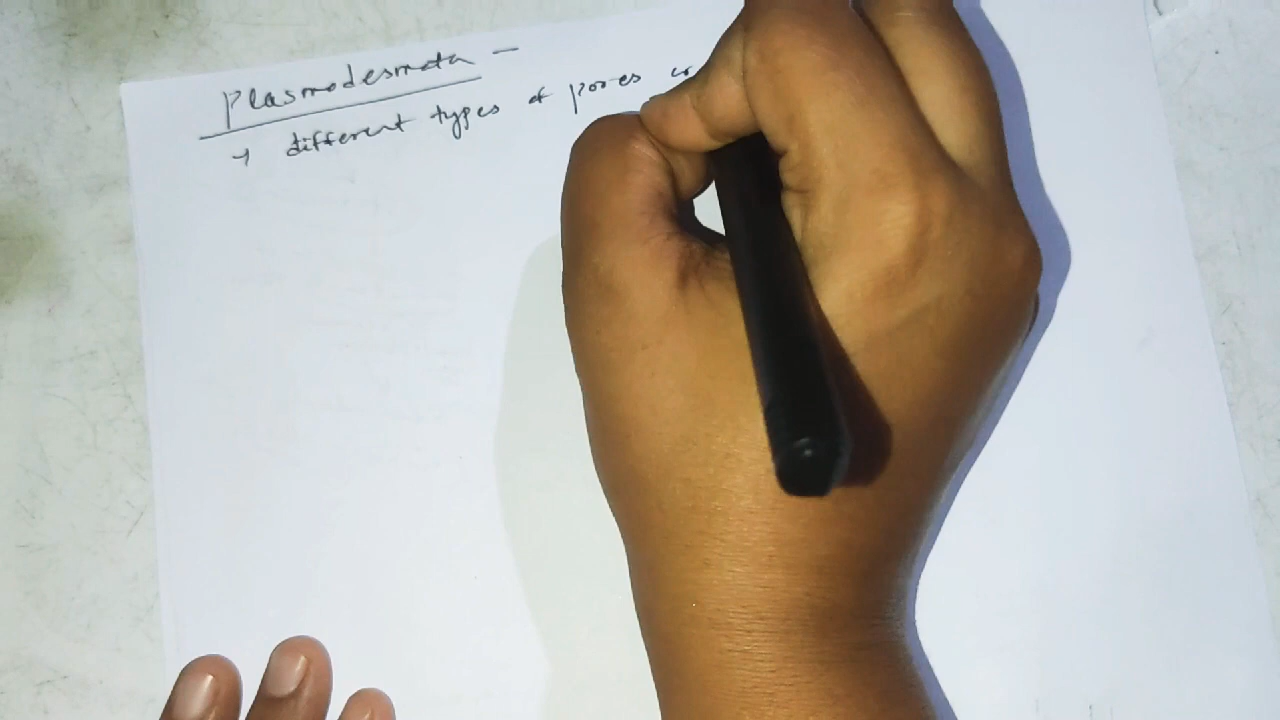 Plasmodesmata -
→ different types of pores